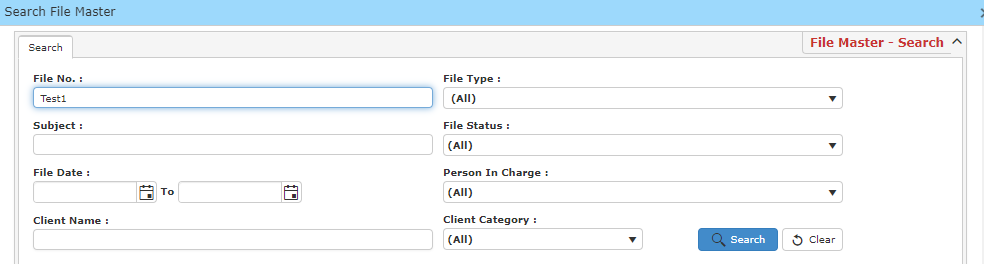 Search File Master
Search
File Master - Search
File No. :
File Type :
Test1
(All)
Subject :
File Status :
(All)
File Date :
Person In Charge :
To
(All)
Client Name :
Client Category :
(All)
Search
Clear